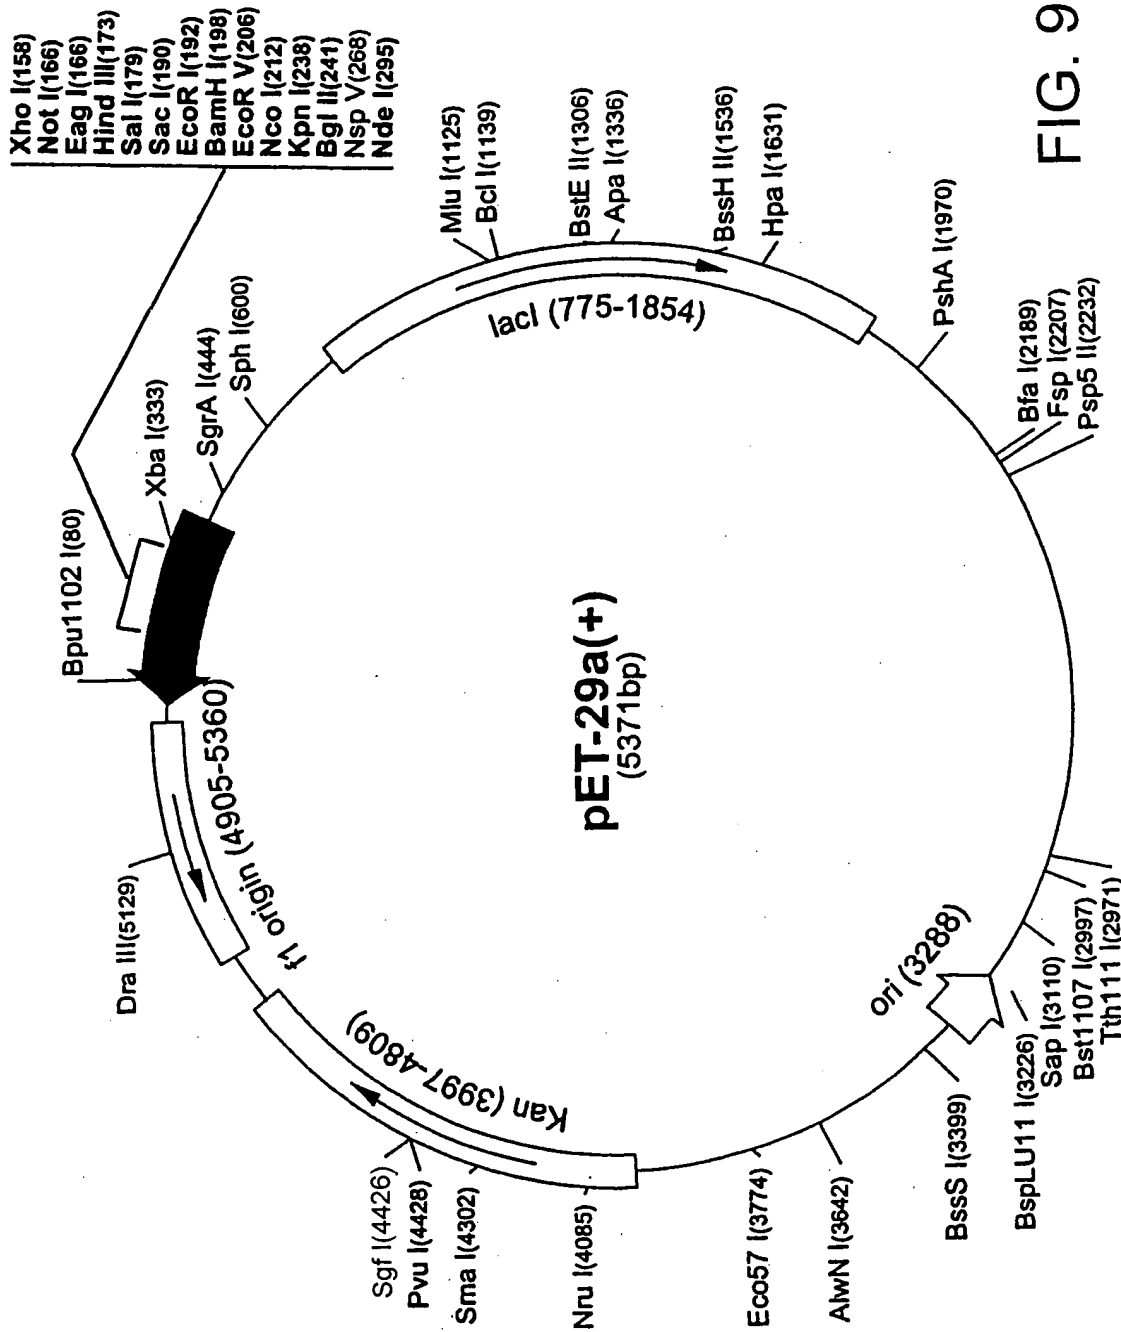 Xho I(158)
Not I(166)
Eag I(166)
Hind III(173)
Sal I(179)
Sac I(190)
EcoR I(192)
BamH I(198)
EcoR V(206)
Nco I(212)
Kpn I(238)
Bgl II(241)
Nsp V(268)
Nde I(295)
Bpu1102 I(80)
Xba I(333)
SgrA I(444)
Sph I(600)
Mlu I(1125)
Bcl I(1139)
BstE II(1306)
Apa I(1336)
BssH II(1536)
Hpa I(1631)
lacI (775-1854)
PshA I(1970)
Bfa I(2189)
Fsp I(2207)
Psp5 II(2232)
Tth111 I(2971)
Bst1107 I(2997)
Sap I(3110)
BspLU11 I(3226)
ori (3288)
BssS I(3399)
AlwN I(3642)
Eco57 I(3774)
Nru I(4085)
Sma I(4302)
Pvu I(4428)
Sgf I(4426)
Kan (3997-4809)
Dra III(5129)
f1 origin (4905-5360)
pET-29a(+)
(5371bp)
FIG. 9